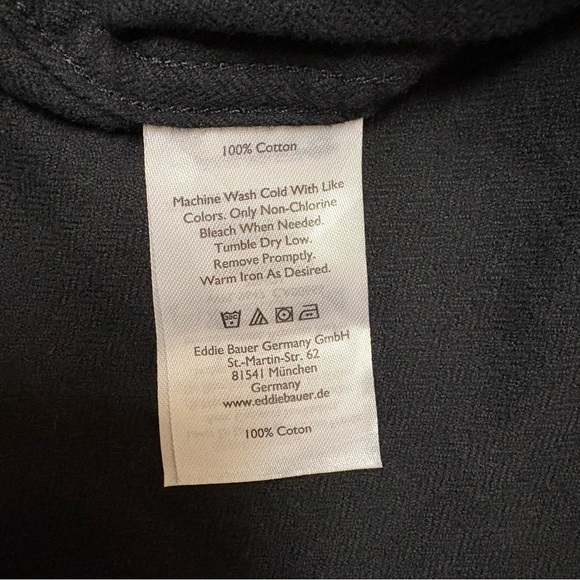 100% Cotton
Machine Wash Cold With Like
Colors. Only Non-Chlorine
Bleach When Needed.
Tumble Dry Low.
Remove Promptly.
Warm Iron As Desired.
Eddie Bauer Germany GmbH
St.-Martin-Str. 62
81541 München
Germany
www.eddiebauer.de
100% Coton